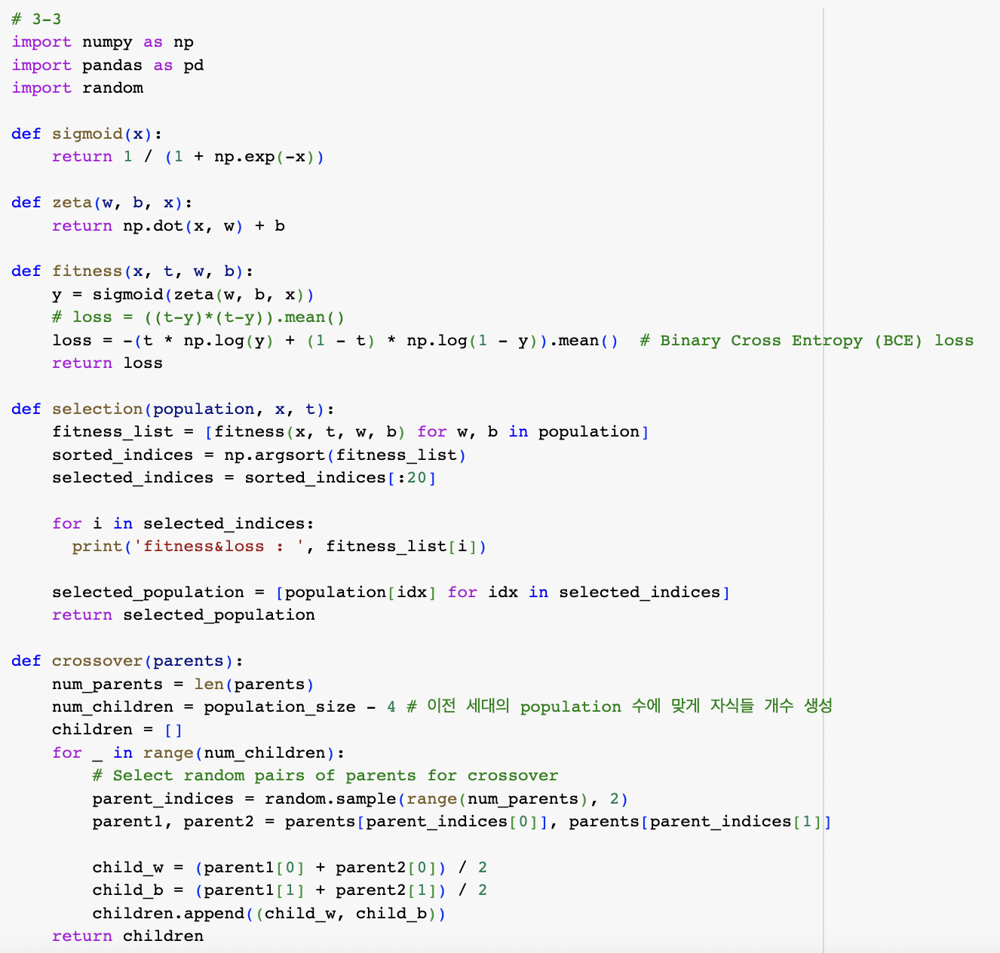 # 3-3
import numpy as np
import pandas as pd
import random
def sigmoid(x):
    return 1 / (1 + np.exp(-x))
def zeta(w, b, x):
    return np.dot(x, w) + b
def fitness(x, t, w, b):
    y = sigmoid(zeta(w, b, x))
    # loss = ((t-y)*(t-y)).mean()
    loss = -(t * np.log(y) + (1 - t) * np.log(1 - y)).mean()  # Binary Cross Entropy (BCE) loss
    return loss
def selection(population, x, t):
    fitness_list = [fitness(x, t, w, b) for w, b in population]
    sorted_indices = np.argsort(fitness_list)
    selected_indices = sorted_indices[:20]
    for i in selected_indices:
      print('fitness&loss : ', fitness_list[i])
    selected_population = [population[idx] for idx in selected_indices]
    return selected_population
def crossover(parents):
    num_parents = len(parents)
    num_children = population_size - 4 # 이전 세대의 population 수에 맞게 자식들 개수 생성
    children = []
    for _ in range(num_children):
        # Select random pairs of parents for crossover
        parent_indices = random.sample(range(num_parents), 2)
        parent1, parent2 = parents[parent_indices[0]], parents[parent_indices[1]]
        child_w = (parent1[0] + parent2[0]) / 2
        child_b = (parent1[1] + parent2[1]) / 2
        children.append((child_w, child_b))
    return children